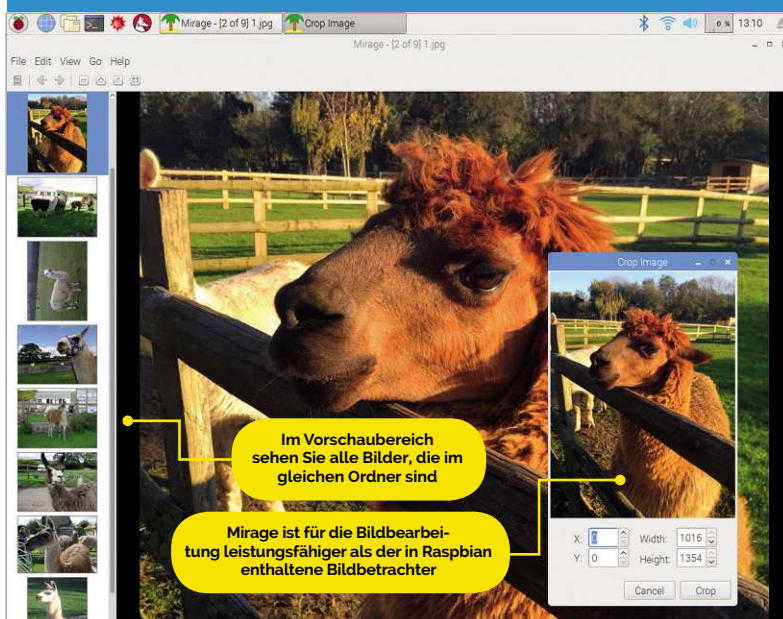 Mirage - [2 of 9] 1.jpg
Crop Image
0 %
13:10
Mirage - [2 of 9] 1.jpg
File Edit View Go Help
Crop Image
Im Vorschaubereich
sehen Sie alle Bilder, die im
gleichen Ordner sind
Mirage ist für die Bildbearbei-
tung leistungsfähiger als der in Raspbian
enthaltene Bildbetrachter
X: 0 Width: 1016
Y: 0 Height: 1354
Cancel Crop